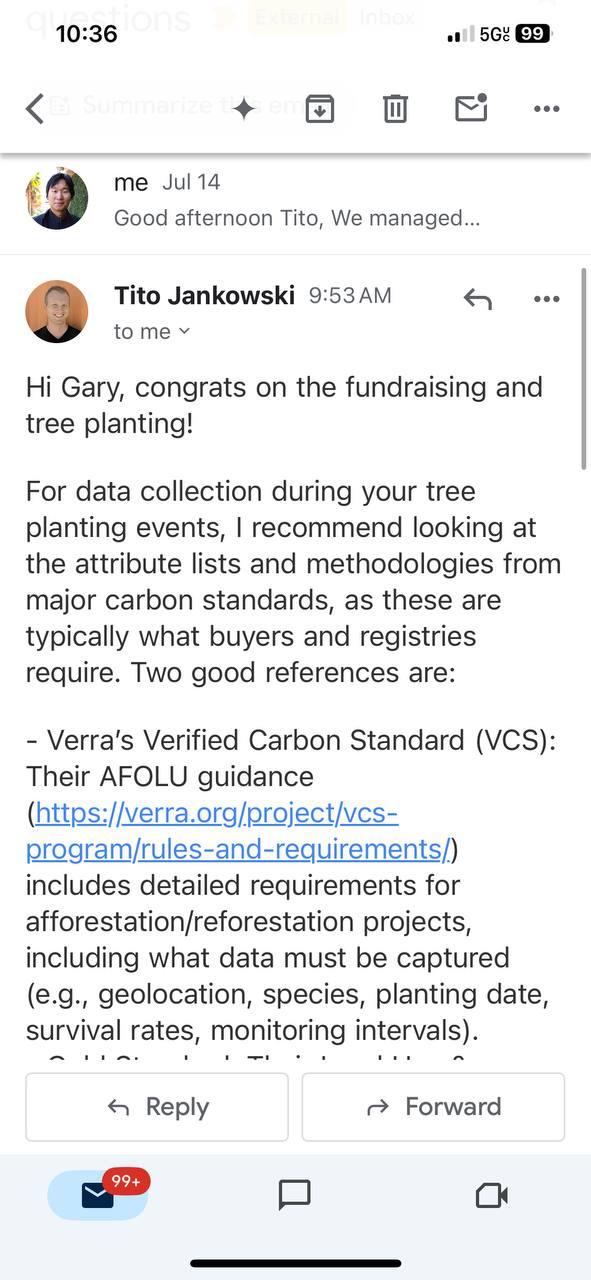 questions External Inbox
10:36 5G 99
Summarize this em
me Jul 14
Good afternoon Tito, We managed...
Tito Jankowski 9:53 AM
to me
Hi Gary, congrats on the fundraising and
tree planting!
For data collection during your tree
planting events, I recommend looking at
the attribute lists and methodologies from
major carbon standards, as these are
typically what buyers and registries
require. Two good references are:
- Verra’s Verified Carbon Standard (VCS):
Their AFOLU guidance
(https://verra.org/project/vcs-
program/rules-and-requirements/)
includes detailed requirements for
afforestation/reforestation projects,
including what data must be captured
(e.g., geolocation, species, planting date,
survival rates, monitoring intervals).
Reply Forward
99+